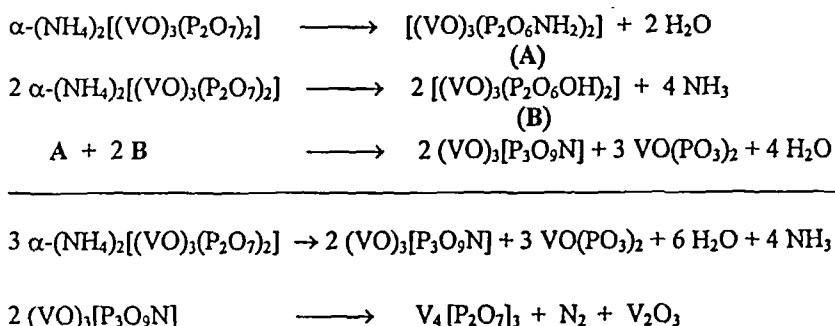 α-(NH₄)₂[(VO)₃(P₂O₇)₂] ⟶ [(VO)₃(P₂O₆NH₂)₂] + 2 H₂O
(A)
2 α-(NH₄)₂[(VO)₃(P₂O₇)₂] ⟶ 2 [(VO)₃(P₂O₆OH)₂] + 4 NH₃
(B)
A + 2 B ⟶ 2 (VO)₃[P₃O₉N] + 3 VO(PO₃)₂ + 4 H₂O
3 α-(NH₄)₂[(VO)₃(P₂O₇)₂] → 2 (VO)₃[P₃O₉N] + 3 VO(PO₃)₂ + 6 H₂O + 4 NH₃
2 (VO)₃[P₃O₉N] ⟶ V₄[P₂O₇]₃ + N₂ + V₂O₃